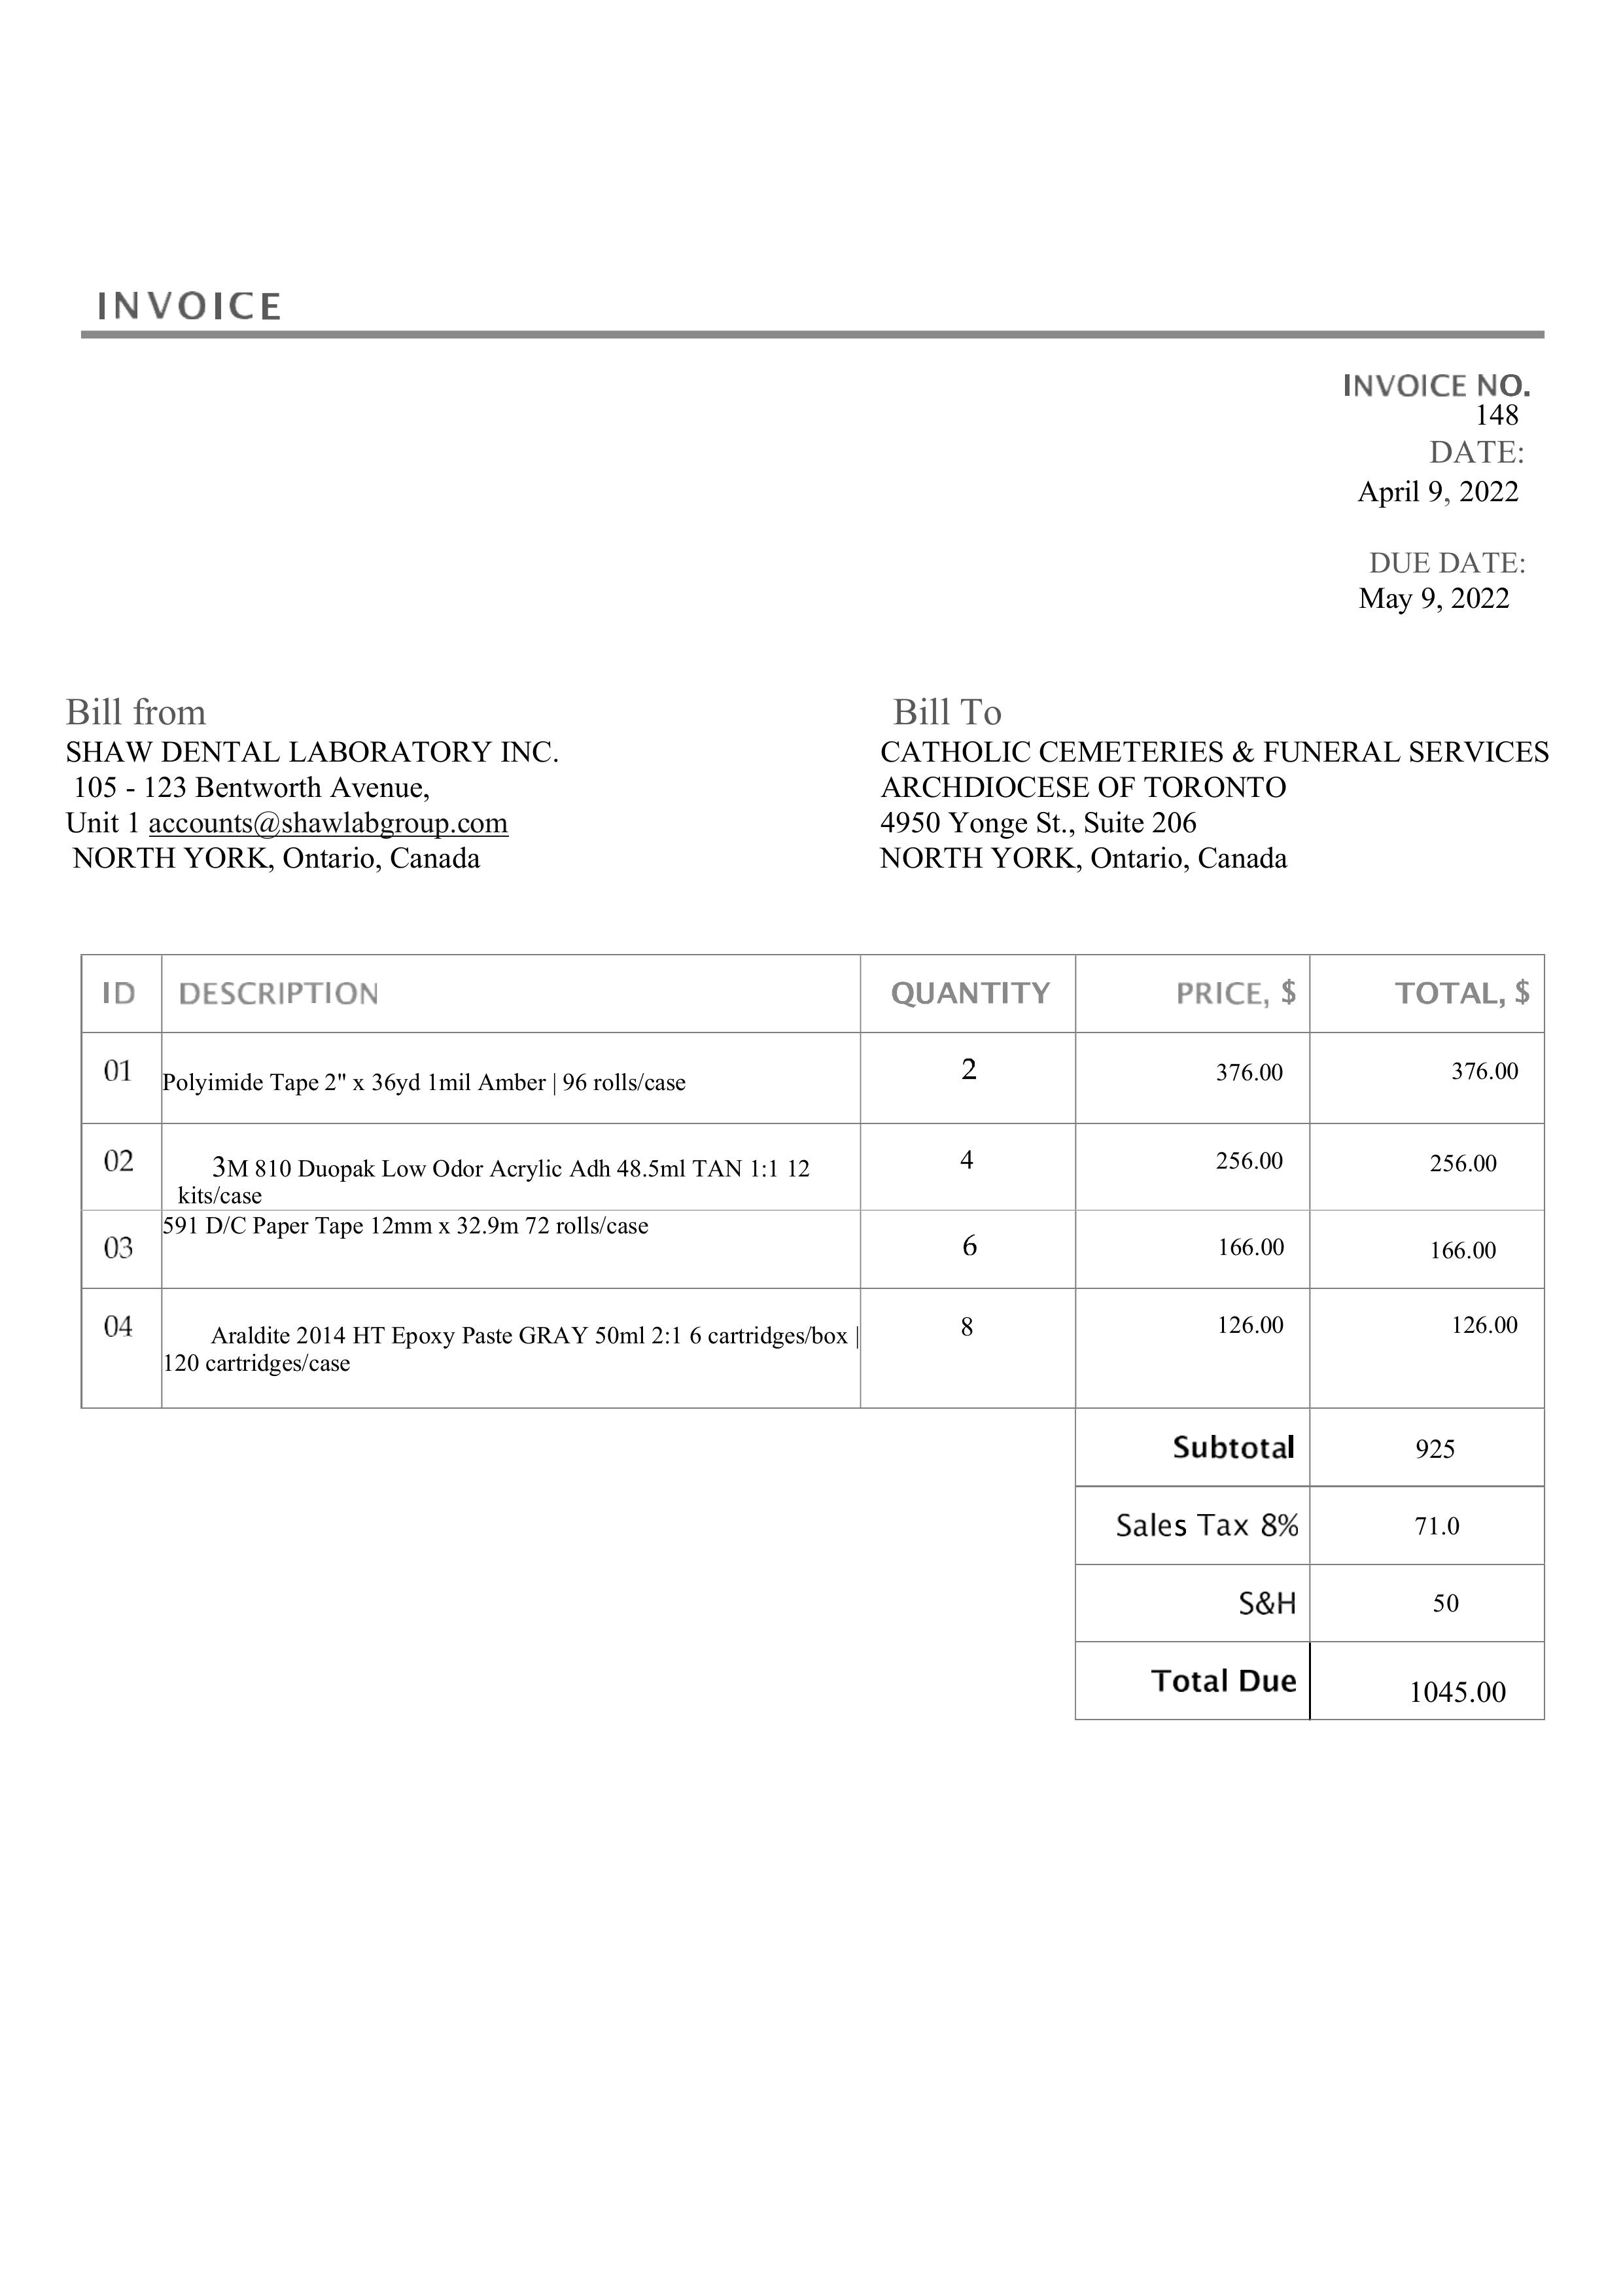 INVOICE
INVOICE NO.
148
DATE:
April 9, 2022
DUE DATE:
May 9, 2022
Bill from
SHAW DENTAL LABORATORY INC.
105 - 123 Bentworth Avenue,
Unit 1 accounts@shawlabgroup.com
NORTH YORK, Ontario, Canada
Bill To
CATHOLIC CEMETERIES & FUNERAL SERVICES
ARCHDIOCESE OF TORONTO
4950 Yonge St., Suite 206
NORTH YORK, Ontario, Canada
ID DESCRIPTION QUANTITY PRICE, $ TOTAL, $
01 Polyimide Tape 2" x 36yd 1mil Amber | 96 rolls/case 2 376.00 376.00
02 3M 810 Duopak Low Odor Acrylic Adh 48.5ml TAN 1:1 12 4 256.00 256.00
kits/case
03 591 D/C Paper Tape 12mm x 32.9m 72 rolls/case 6 166.00 166.00
04 Araldite 2014 HT Epoxy Paste GRAY 50ml 2:1 6 cartridges/box | 8 126.00 126.00
120 cartridges/case
Subtotal 925
Sales Tax 8% 71.0
S&H 50
Total Due 1045.00